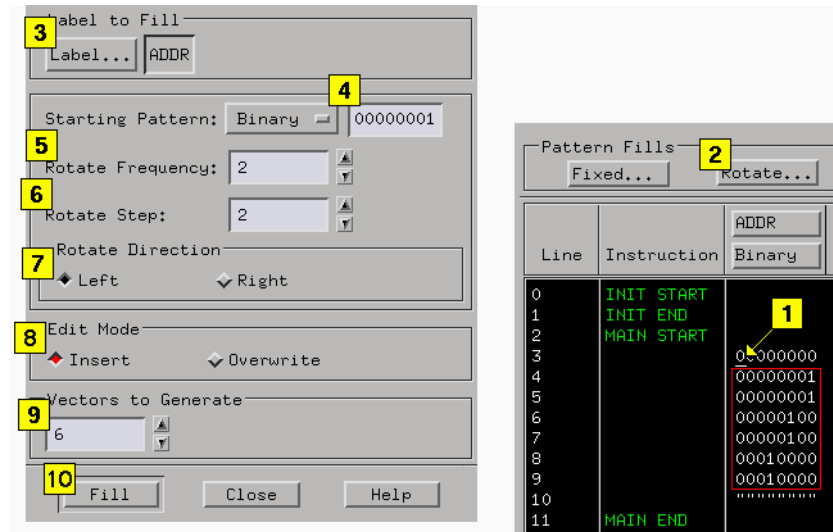 Label to Fill
3
Label... ADDR
4
Starting Pattern: Binary 00000001
5
Rotate Frequency: 2
6
Rotate Step: 2
Rotate Direction
7
Left Right
Edit Mode
8
Insert Overwrite
Vectors to Generate
9
6
10
Fill Close Help
Pattern Fills
2
Fixed... Rotate...
ADDR
Line Instruction Binary
0 INIT START
1 INIT END
1
2 MAIN START
3 00000000
4 00000001
5 00000001
6 00000100
7 00000100
8 00010000
9 00010000
10 """"""""
11 MAIN END